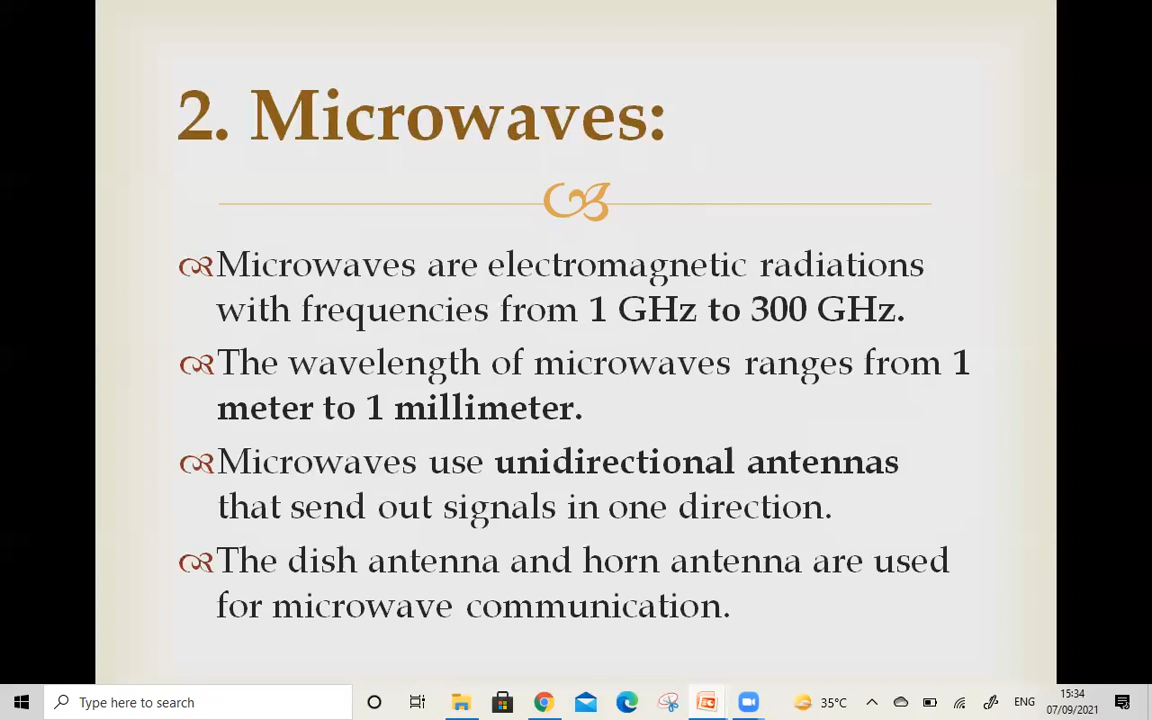 2. Microwaves:
Microwaves are electromagnetic radiations
with frequencies from 1 GHz to 300 GHz.
The wavelength of microwaves ranges from 1
meter to 1 millimeter.
Microwaves use unidirectional antennas
that send out signals in one direction.
The dish antenna and horn antenna are used
for microwave communication.
Type here to search
35°C
ENG
15:34
07/09/2021